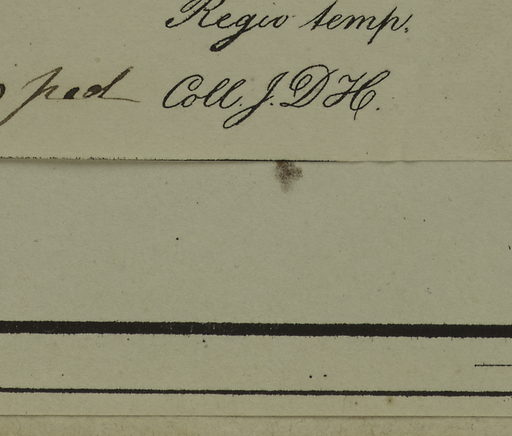 Regio temp.
ped Coll. J. D H.